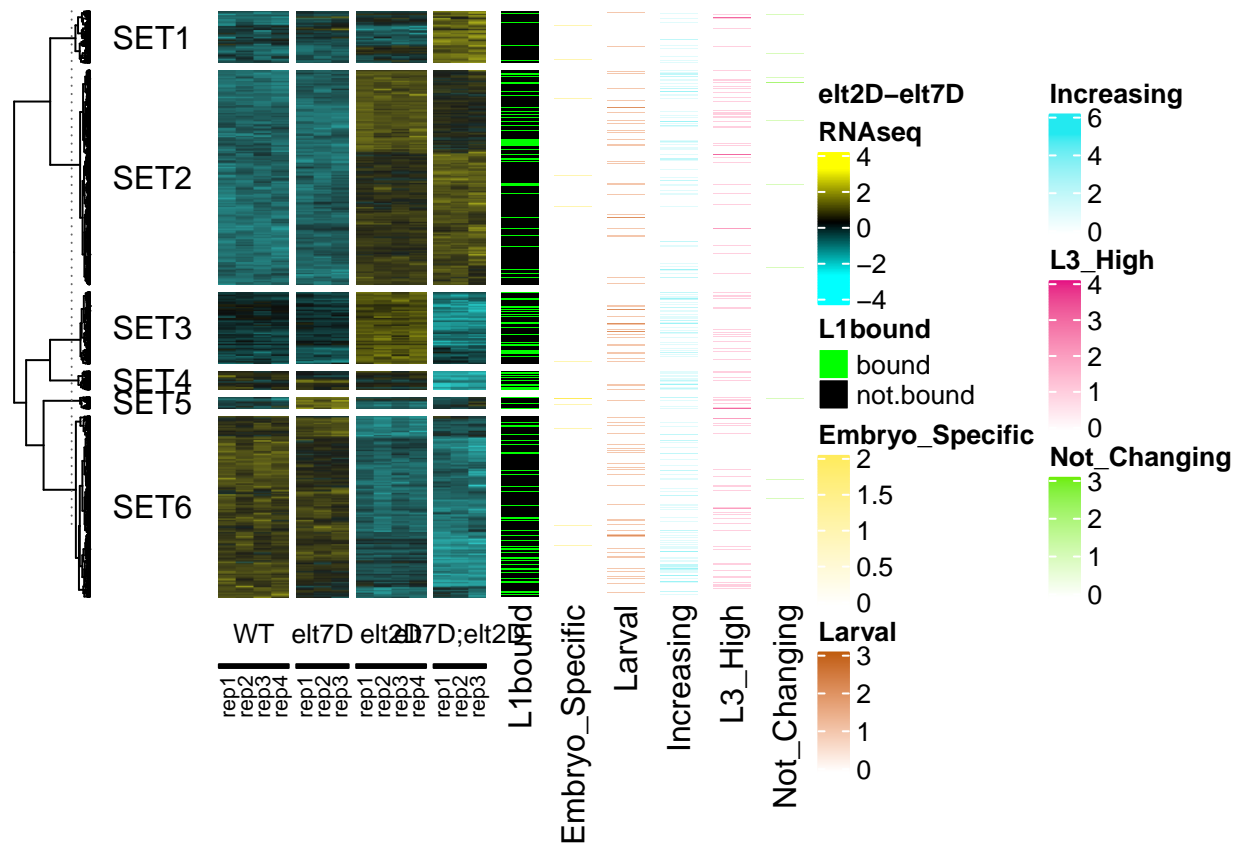 SET1
SET2
SET3
SET4
SET5
SET6
WT
elt7D
elt2D
elt7D;elt2D
rep1
rep2
rep3
rep4
rep1
rep2
rep3
rep1
rep2
rep3
rep4
rep1
rep2
rep3
L1bound
Embryo_Specific
Larval
Increasing
L3_High
Not_Changing
elt2D−elt7D
RNAseq
4
2
0
−2
−4
L1bound
bound
not.bound
Embryo_Specific
2
1.5
1
0.5
0
Larval
3
2
1
0
Increasing
6
4
2
0
L3_High
4
3
2
1
0
Not_Changing
3
2
1
0